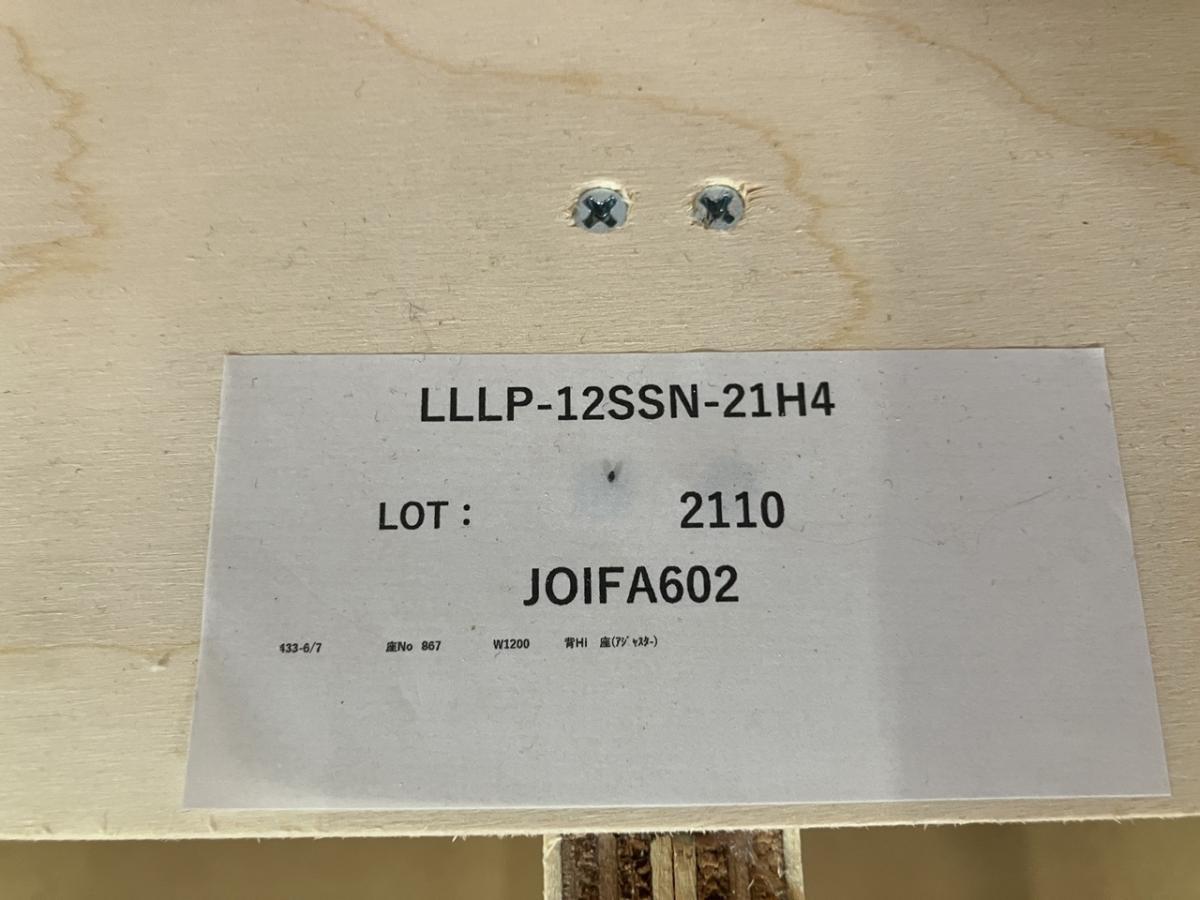 LLLP-12SSN-21H4
LOT： 2110
JOIFA602
433-6/7 座No 867 W1200 背Hi 座(ｱｼﾞｬｽﾀｰ)